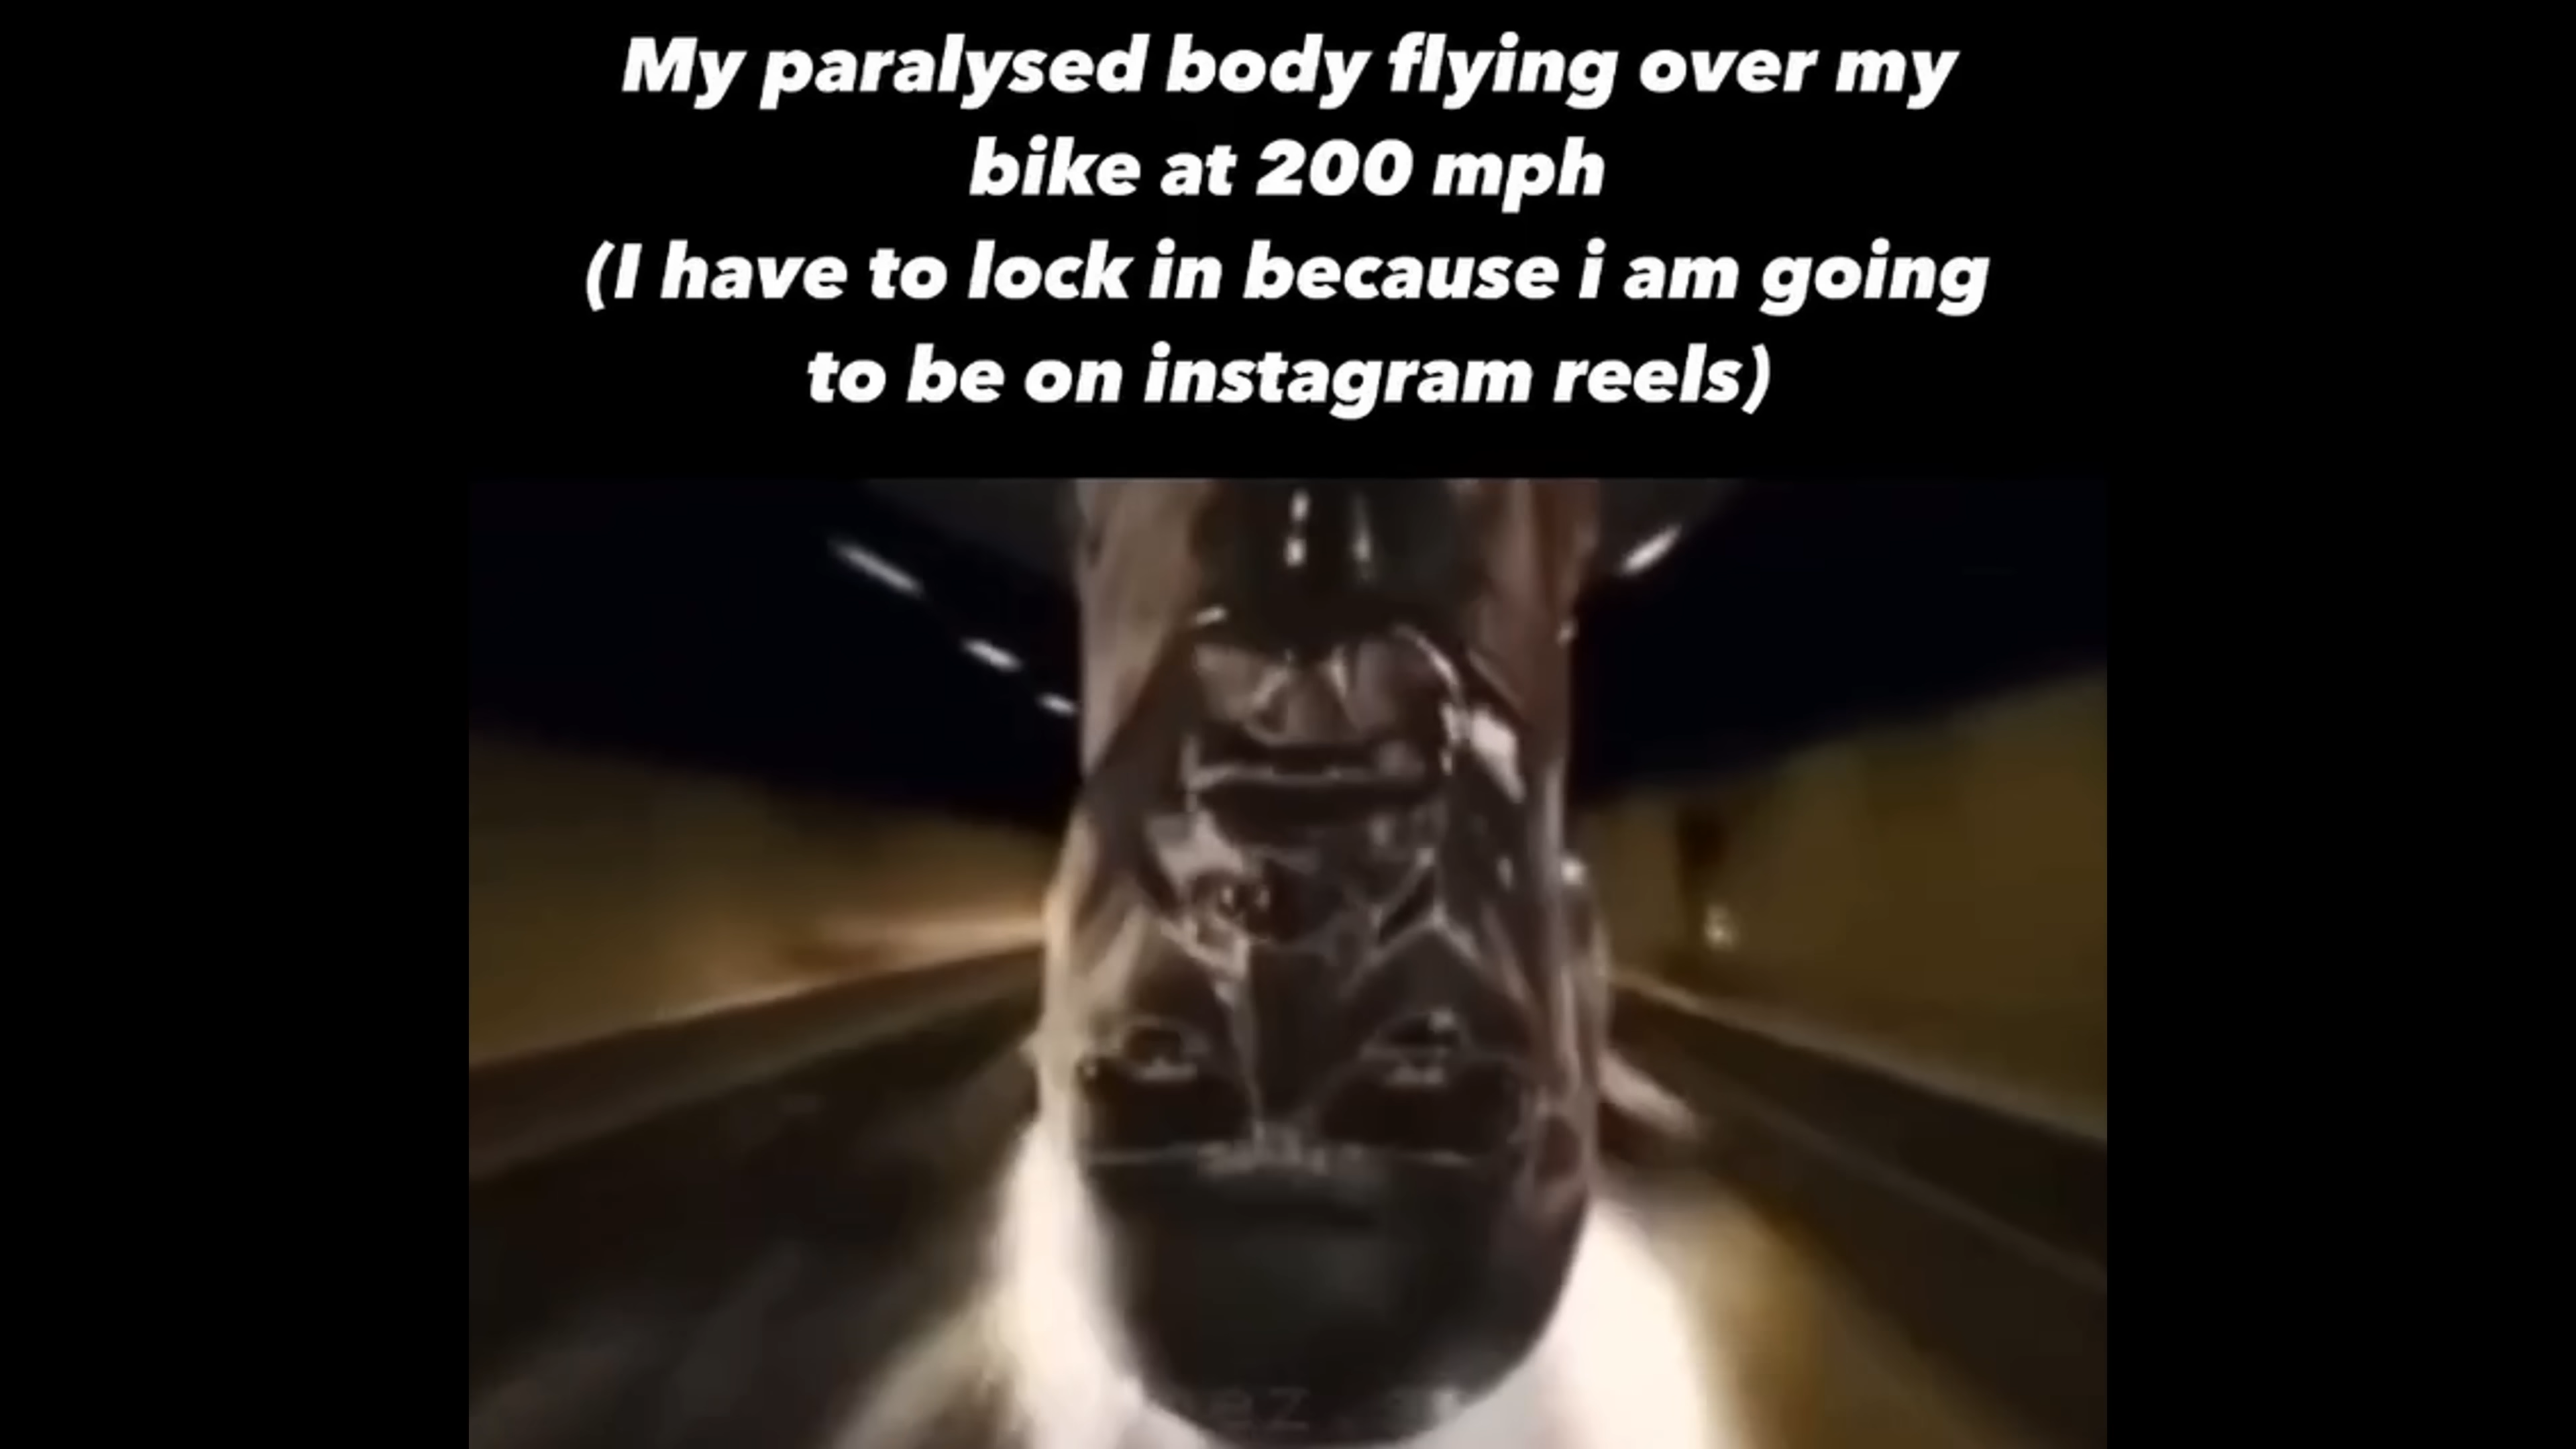 My paralysed body flying over my
bike at 200 mph
(I have to lock in because i am going
to be on instagram reels)